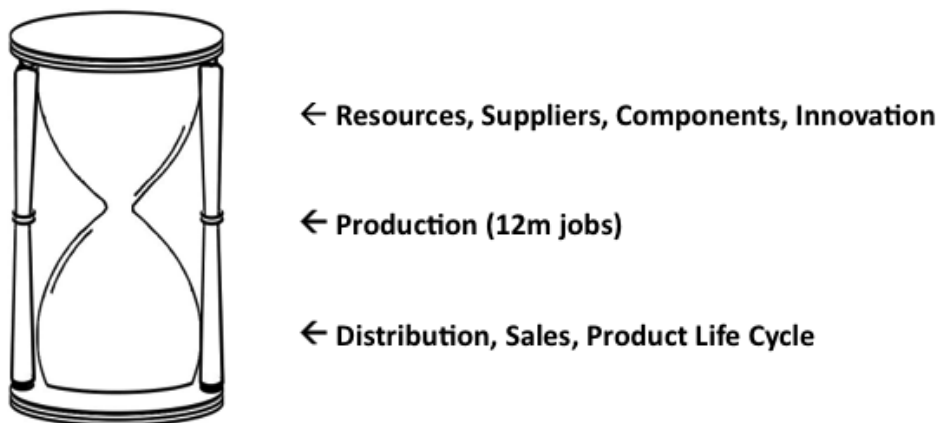 ← Resources, Suppliers, Components, Innovation
← Production (12m jobs)
← Distribution, Sales, Product Life Cycle